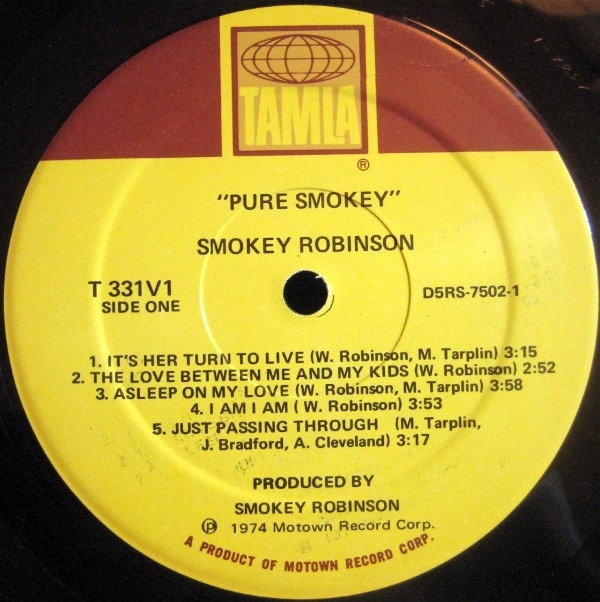 TAMLA
®
"PURE SMOKEY"
SMOKEY ROBINSON
T 331V1
SIDE ONE
D5RS-7502-1
1. IT'S HER TURN TO LIVE (W. Robinson, M. Tarplin) 3:15
2. THE LOVE BETWEEN ME AND MY KIDS (W. Robinson) 2:52
3. ASLEEP ON MY LOVE (W. Robinson, M. Tarplin) 3:58
4. I AM I AM ( W. Robinson) 3:53
5. JUST PASSING THROUGH (M. Tarplin,
J. Bradford, A. Cleveland) 3:17
PRODUCED BY
SMOKEY ROBINSON
℗ 1974 Motown Record Corp.
A PRODUCT OF MOTOWN RECORD CORP.